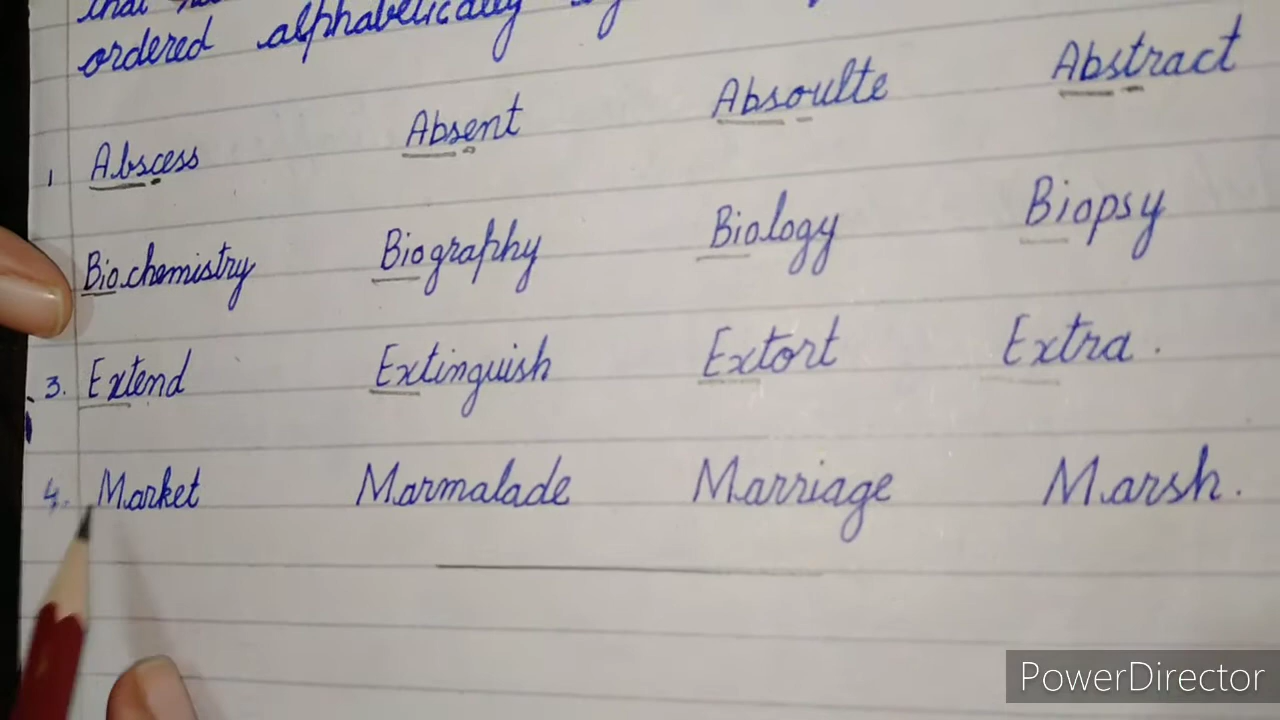 that
ordered alphabetically
1 Abscess Absent Absoulte Abstract
Biochemistry Biography Biology Biopsy
3. Extend Extinguish Extort Extra.
4. Market Marmalade Marriage Marsh.
PowerDirector